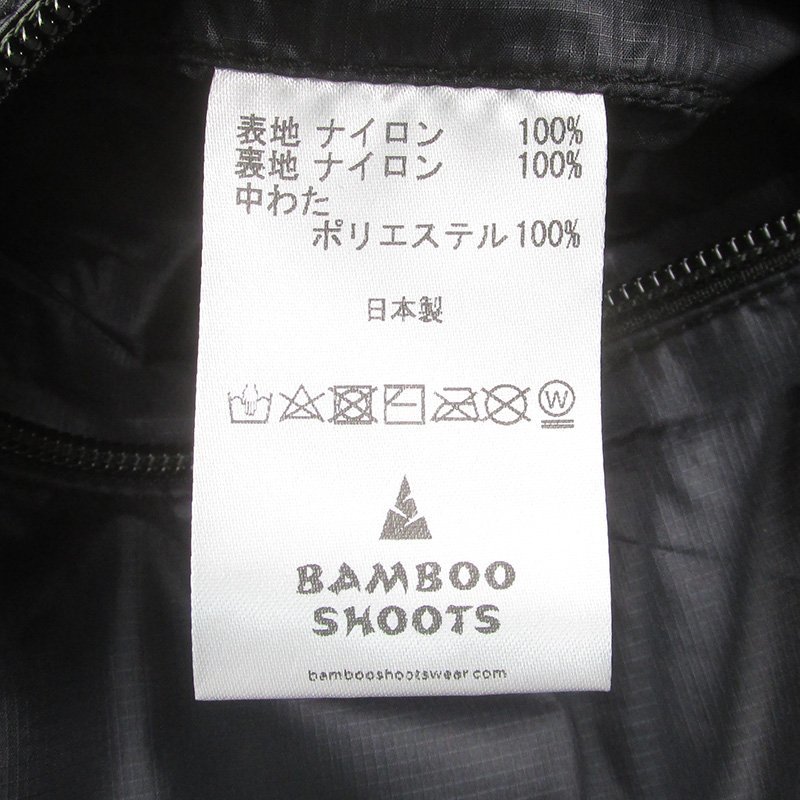 表地 ナイロン 100%
裏地 ナイロン 100%
中わた
ポリエステル 100%
日本製
W
BAMBOO
SHOOTS
bambooshootswear.com